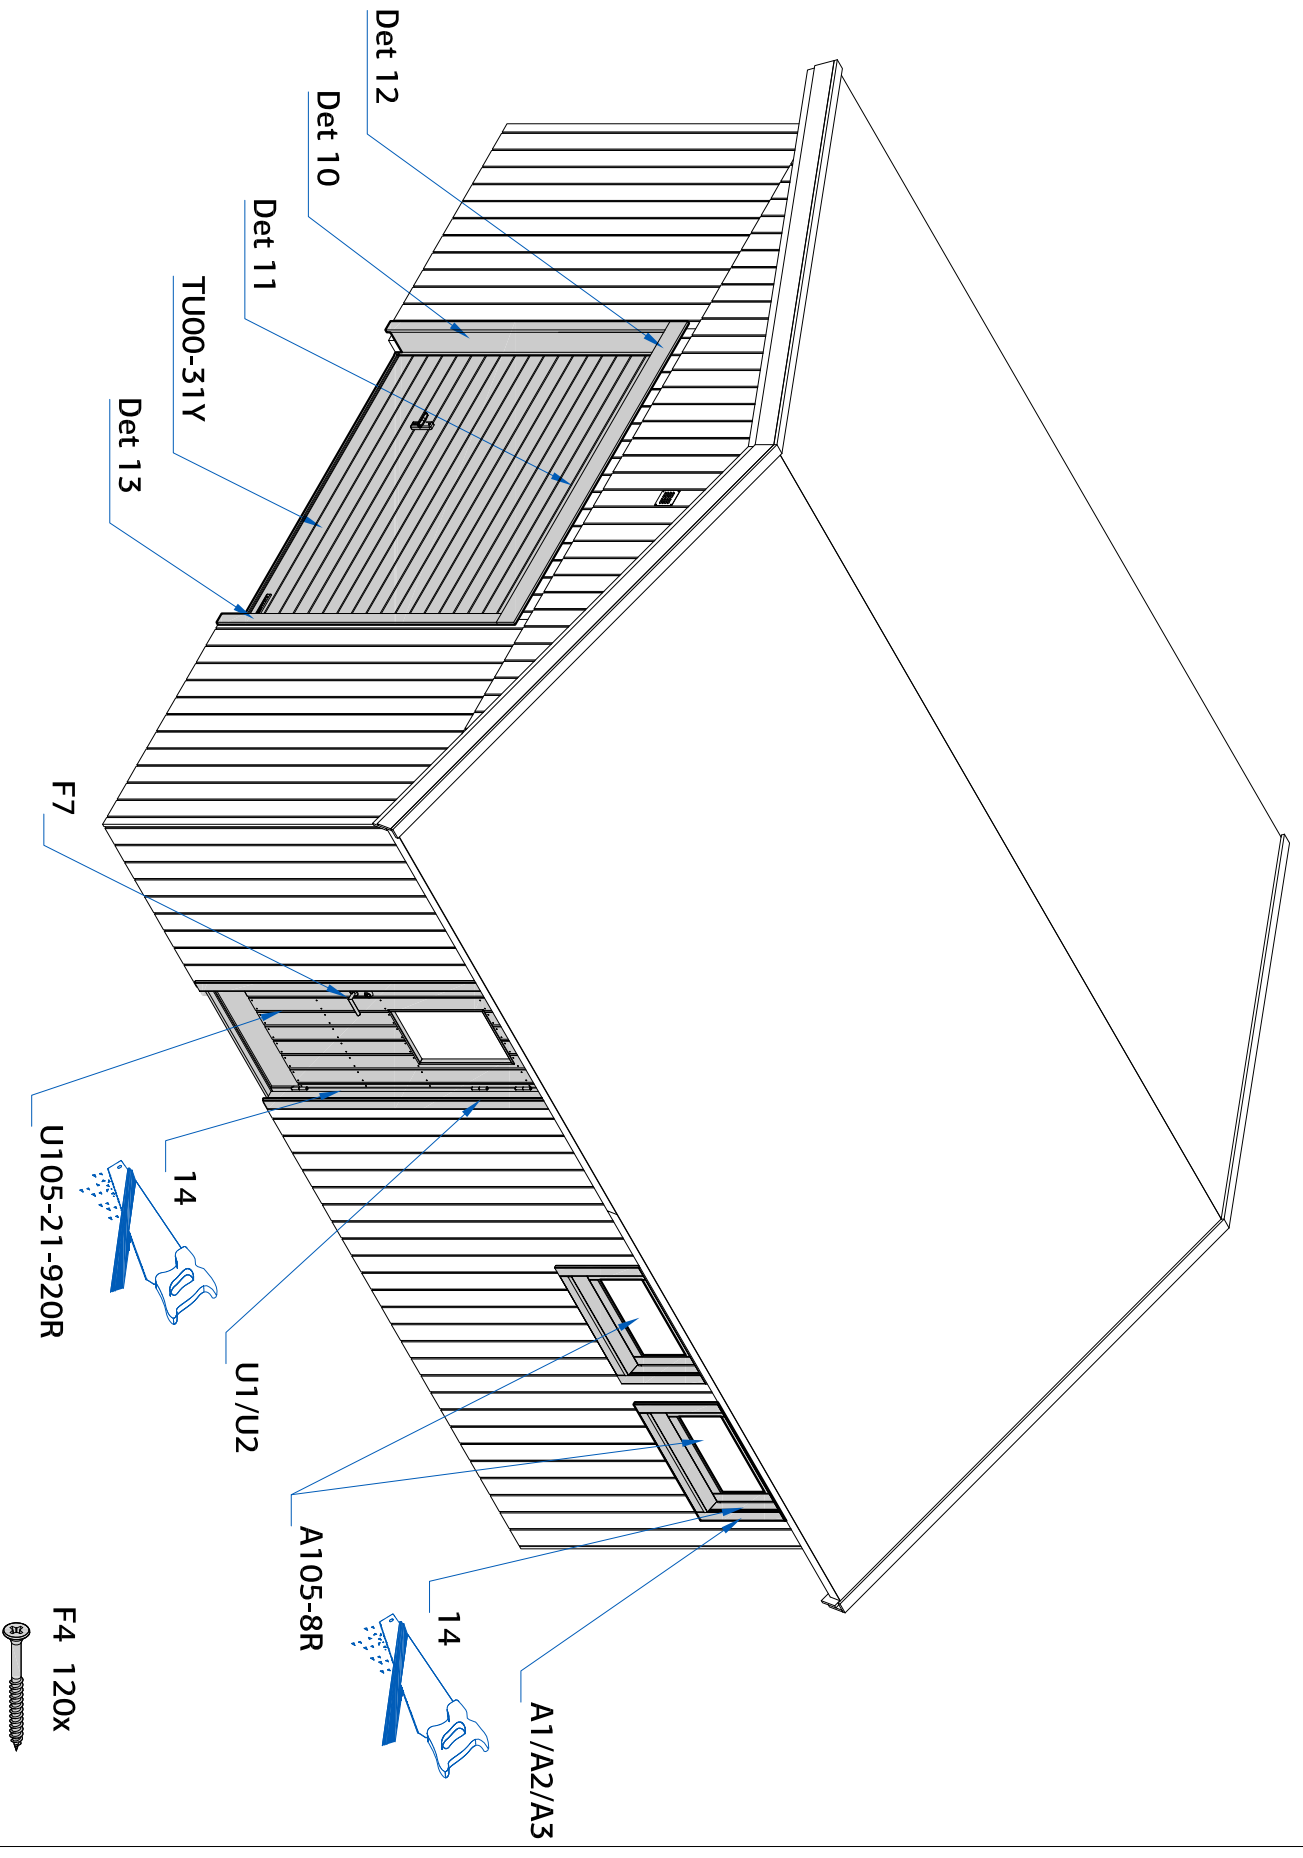 Det 12
Det 10
Det 11
TU00-31Y
Det 13
F7
U105-21-920R
14
U1/U2
A105-8R
14
A1/A2/A3
F4 120x